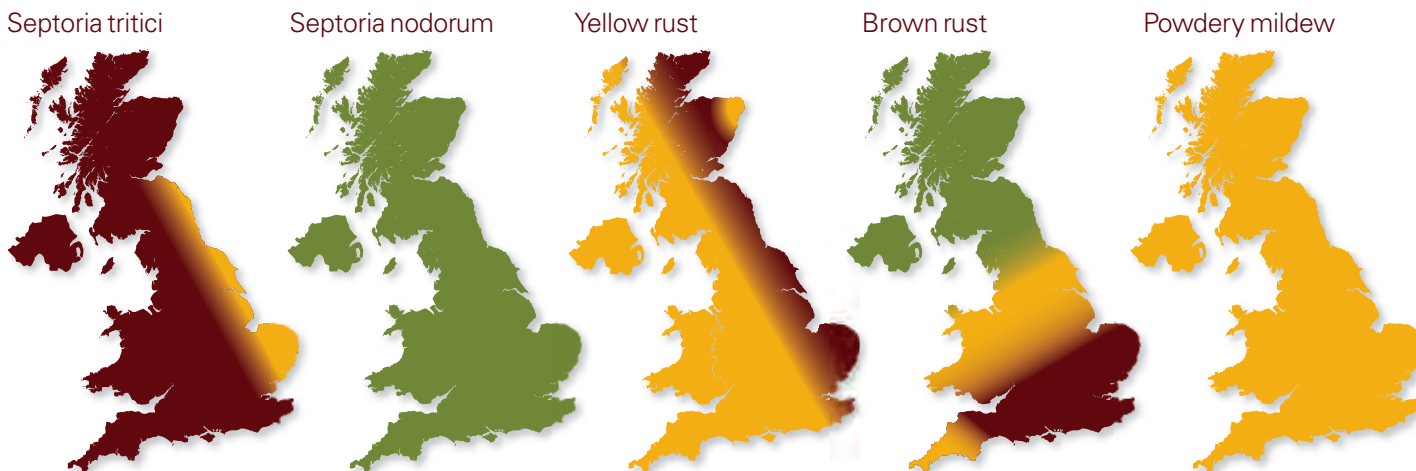 Septoria tritici
Septoria nodorum
Yellow rust
Brown rust
Powdery mildew